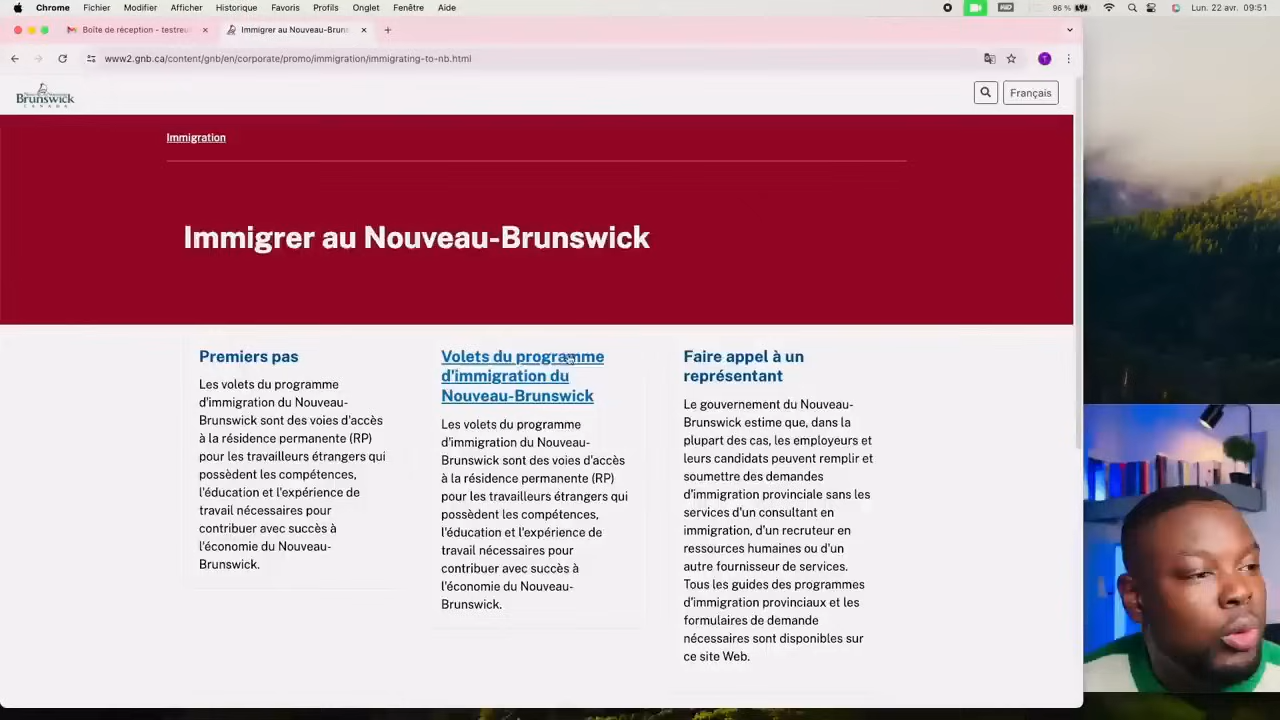 Chrome Fichier Modifier Afficher Historique Favoris Profils Onglet Fenêtre Aide 96 % Lun. 22 avr. 09:51
Boîte de réception - testreu
Immigrer au Nouveau-Bruns
www2.gnb.ca/content/gnb/en/corporate/promo/immigration/immigrating-to-nb.html
T
Brunswick
CANADA
Français
Immigration
Immigrer au Nouveau-Brunswick
Premiers pas
Les volets du programme
d'immigration du Nouveau-
Brunswick sont des voies d'accès
à la résidence permanente (RP)
pour les travailleurs étrangers qui
possèdent les compétences,
l'éducation et l'expérience de
travail nécessaires pour
contribuer avec succès à
l'économie du Nouveau-
Brunswick.
Volets du programme
d'immigration du
Nouveau-Brunswick
Les volets du programme
d'immigration du Nouveau-
Brunswick sont des voies d'accès
à la résidence permanente (RP)
pour les travailleurs étrangers qui
possèdent les compétences,
l'éducation et l'expérience de
travail nécessaires pour
contribuer avec succès à
l'économie du Nouveau-
Brunswick.
Faire appel à un
représentant
Le gouvernement du Nouveau-
Brunswick estime que, dans la
plupart des cas, les employeurs et
leurs candidats peuvent remplir et
soumettre des demandes
d'immigration provinciale sans les
services d'un consultant en
immigration, d'un recruteur en
ressources humaines ou d'un
autre fournisseur de services.
Tous les guides des programmes
d'immigration provinciaux et les
formulaires de demande
nécessaires sont disponibles sur
ce site Web.